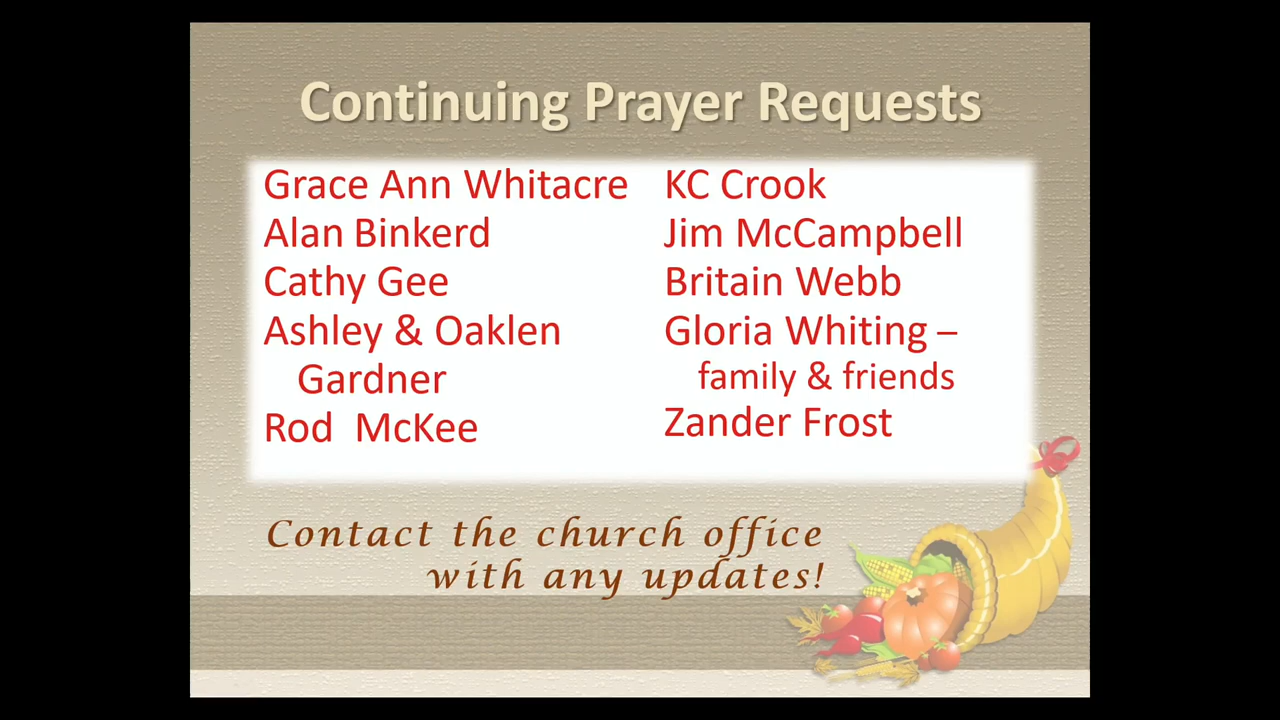 Continuing Prayer Requests
Grace Ann Whitacre
Alan Binkerd
Cathy Gee
Ashley & Oaklen
Gardner
Rod McKee
KC Crook
Jim McCampbell
Britain Webb
Gloria Whiting –
family & friends
Zander Frost
Contact the church office
with any updates!